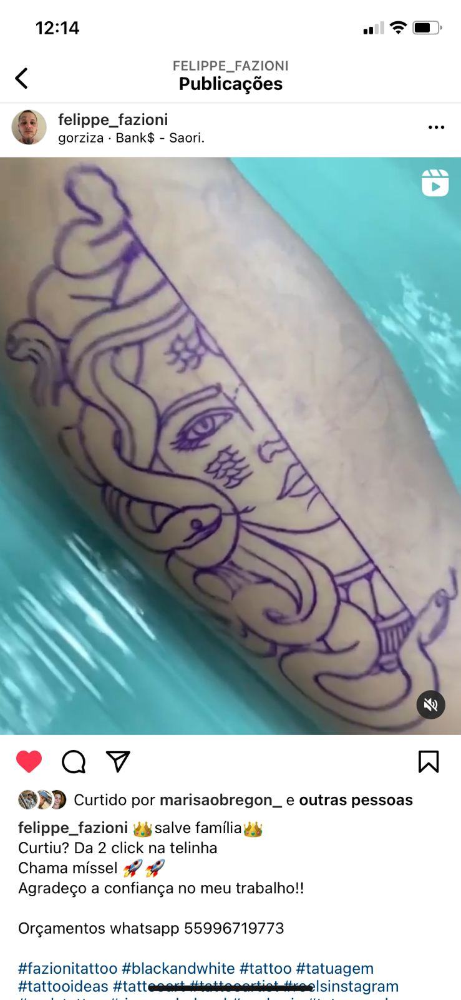 12:14
FELIPPE_FAZIONI
Publicações
felippe_fazioni
gorziza · Bank$ - Saori.
Curtido por marisaobregon_ e outras pessoas
felippe_fazioni 👑salve família👑
Curtiu? Da 2 click na telinha
Chama míssel 🚀🚀
Agradeço a confiança no meu trabalho!!
Orçamentos whatsapp 55996719773
#fazionitattoo #blackandwhite #tattoo #tatuagem
#tattooideas #tattooart #tattooartist #reelsinstagram